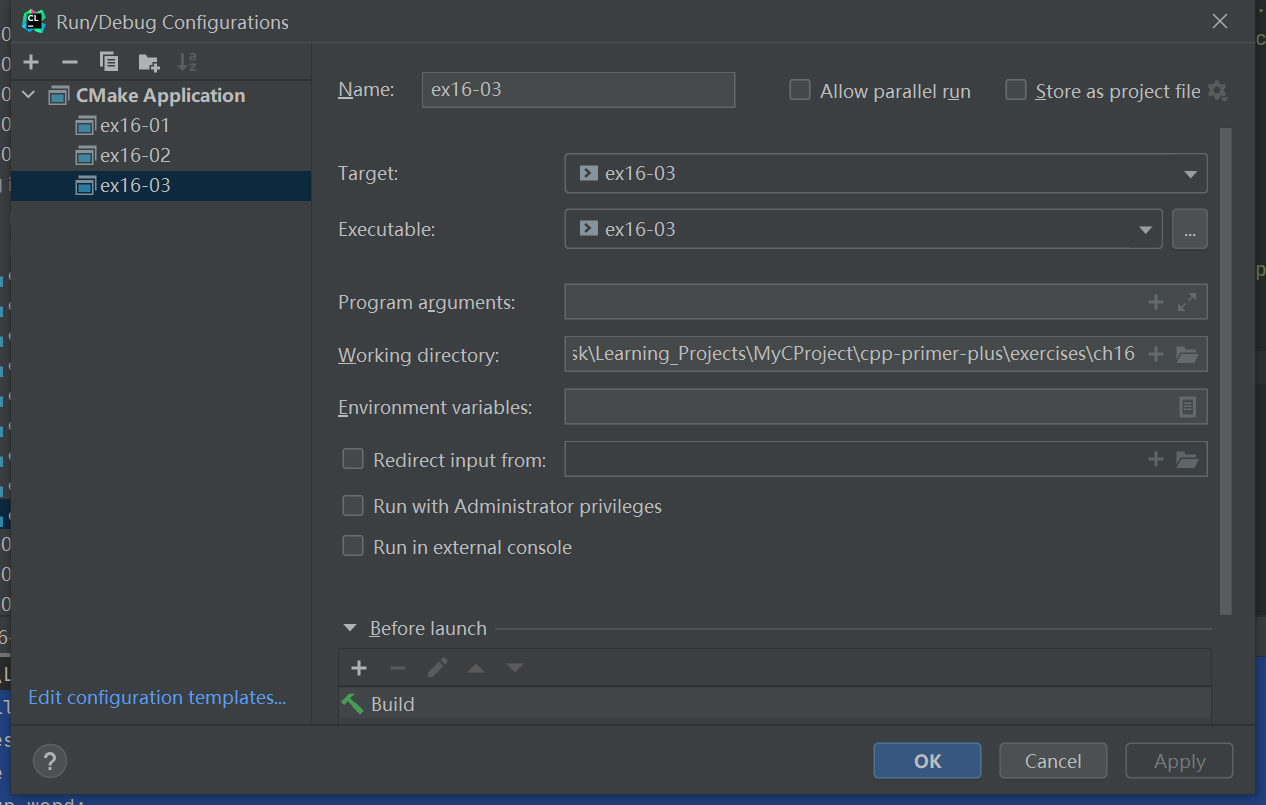 Run/Debug Configurations
CMake Application
ex16-01
ex16-02
ex16-03
Name: ex16-03 Allow parallel run Store as project file
Target: ex16-03
Executable: ex16-03 ...
Program arguments:
Working directory: sk\Learning_Projects\MyCProject\cpp-primer-plus\exercises\ch16
Environment variables:
Redirect input from:
Run with Administrator privileges
Run in external console
Before launch
Build
Edit configuration templates...
? OK Cancel Apply